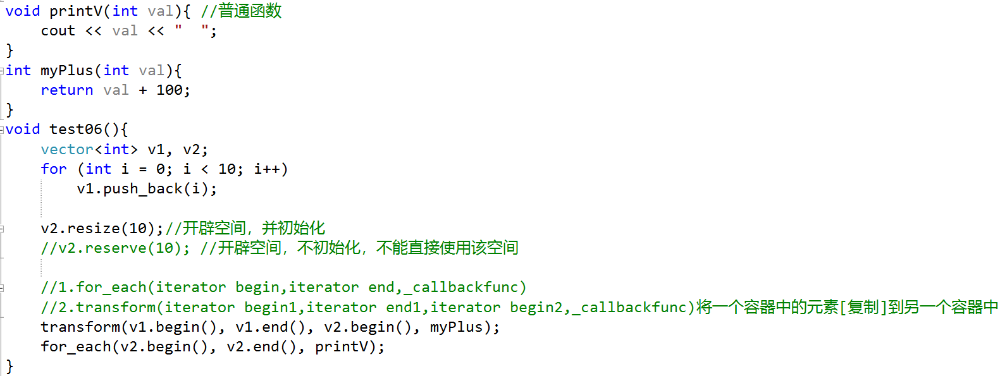 void printV(int val){ //普通函数
    cout << val << "  ";
}
int myPlus(int val){
    return val + 100;
}
void test06(){
    vector<int> v1, v2;
    for (int i = 0; i < 10; i++)
        v1.push_back(i);
    v2.resize(10);//开辟空间，并初始化
    //v2.reserve(10); //开辟空间，不初始化，不能直接使用该空间
    //1.for_each(iterator begin,iterator end,_callbackfunc)
    //2.transform(iterator begin1,iterator end1,iterator begin2,_callbackfunc)将一个容器中的元素[复制]到另一个容器中
    transform(v1.begin(), v1.end(), v2.begin(), myPlus);
    for_each(v2.begin(), v2.end(), printV);
}